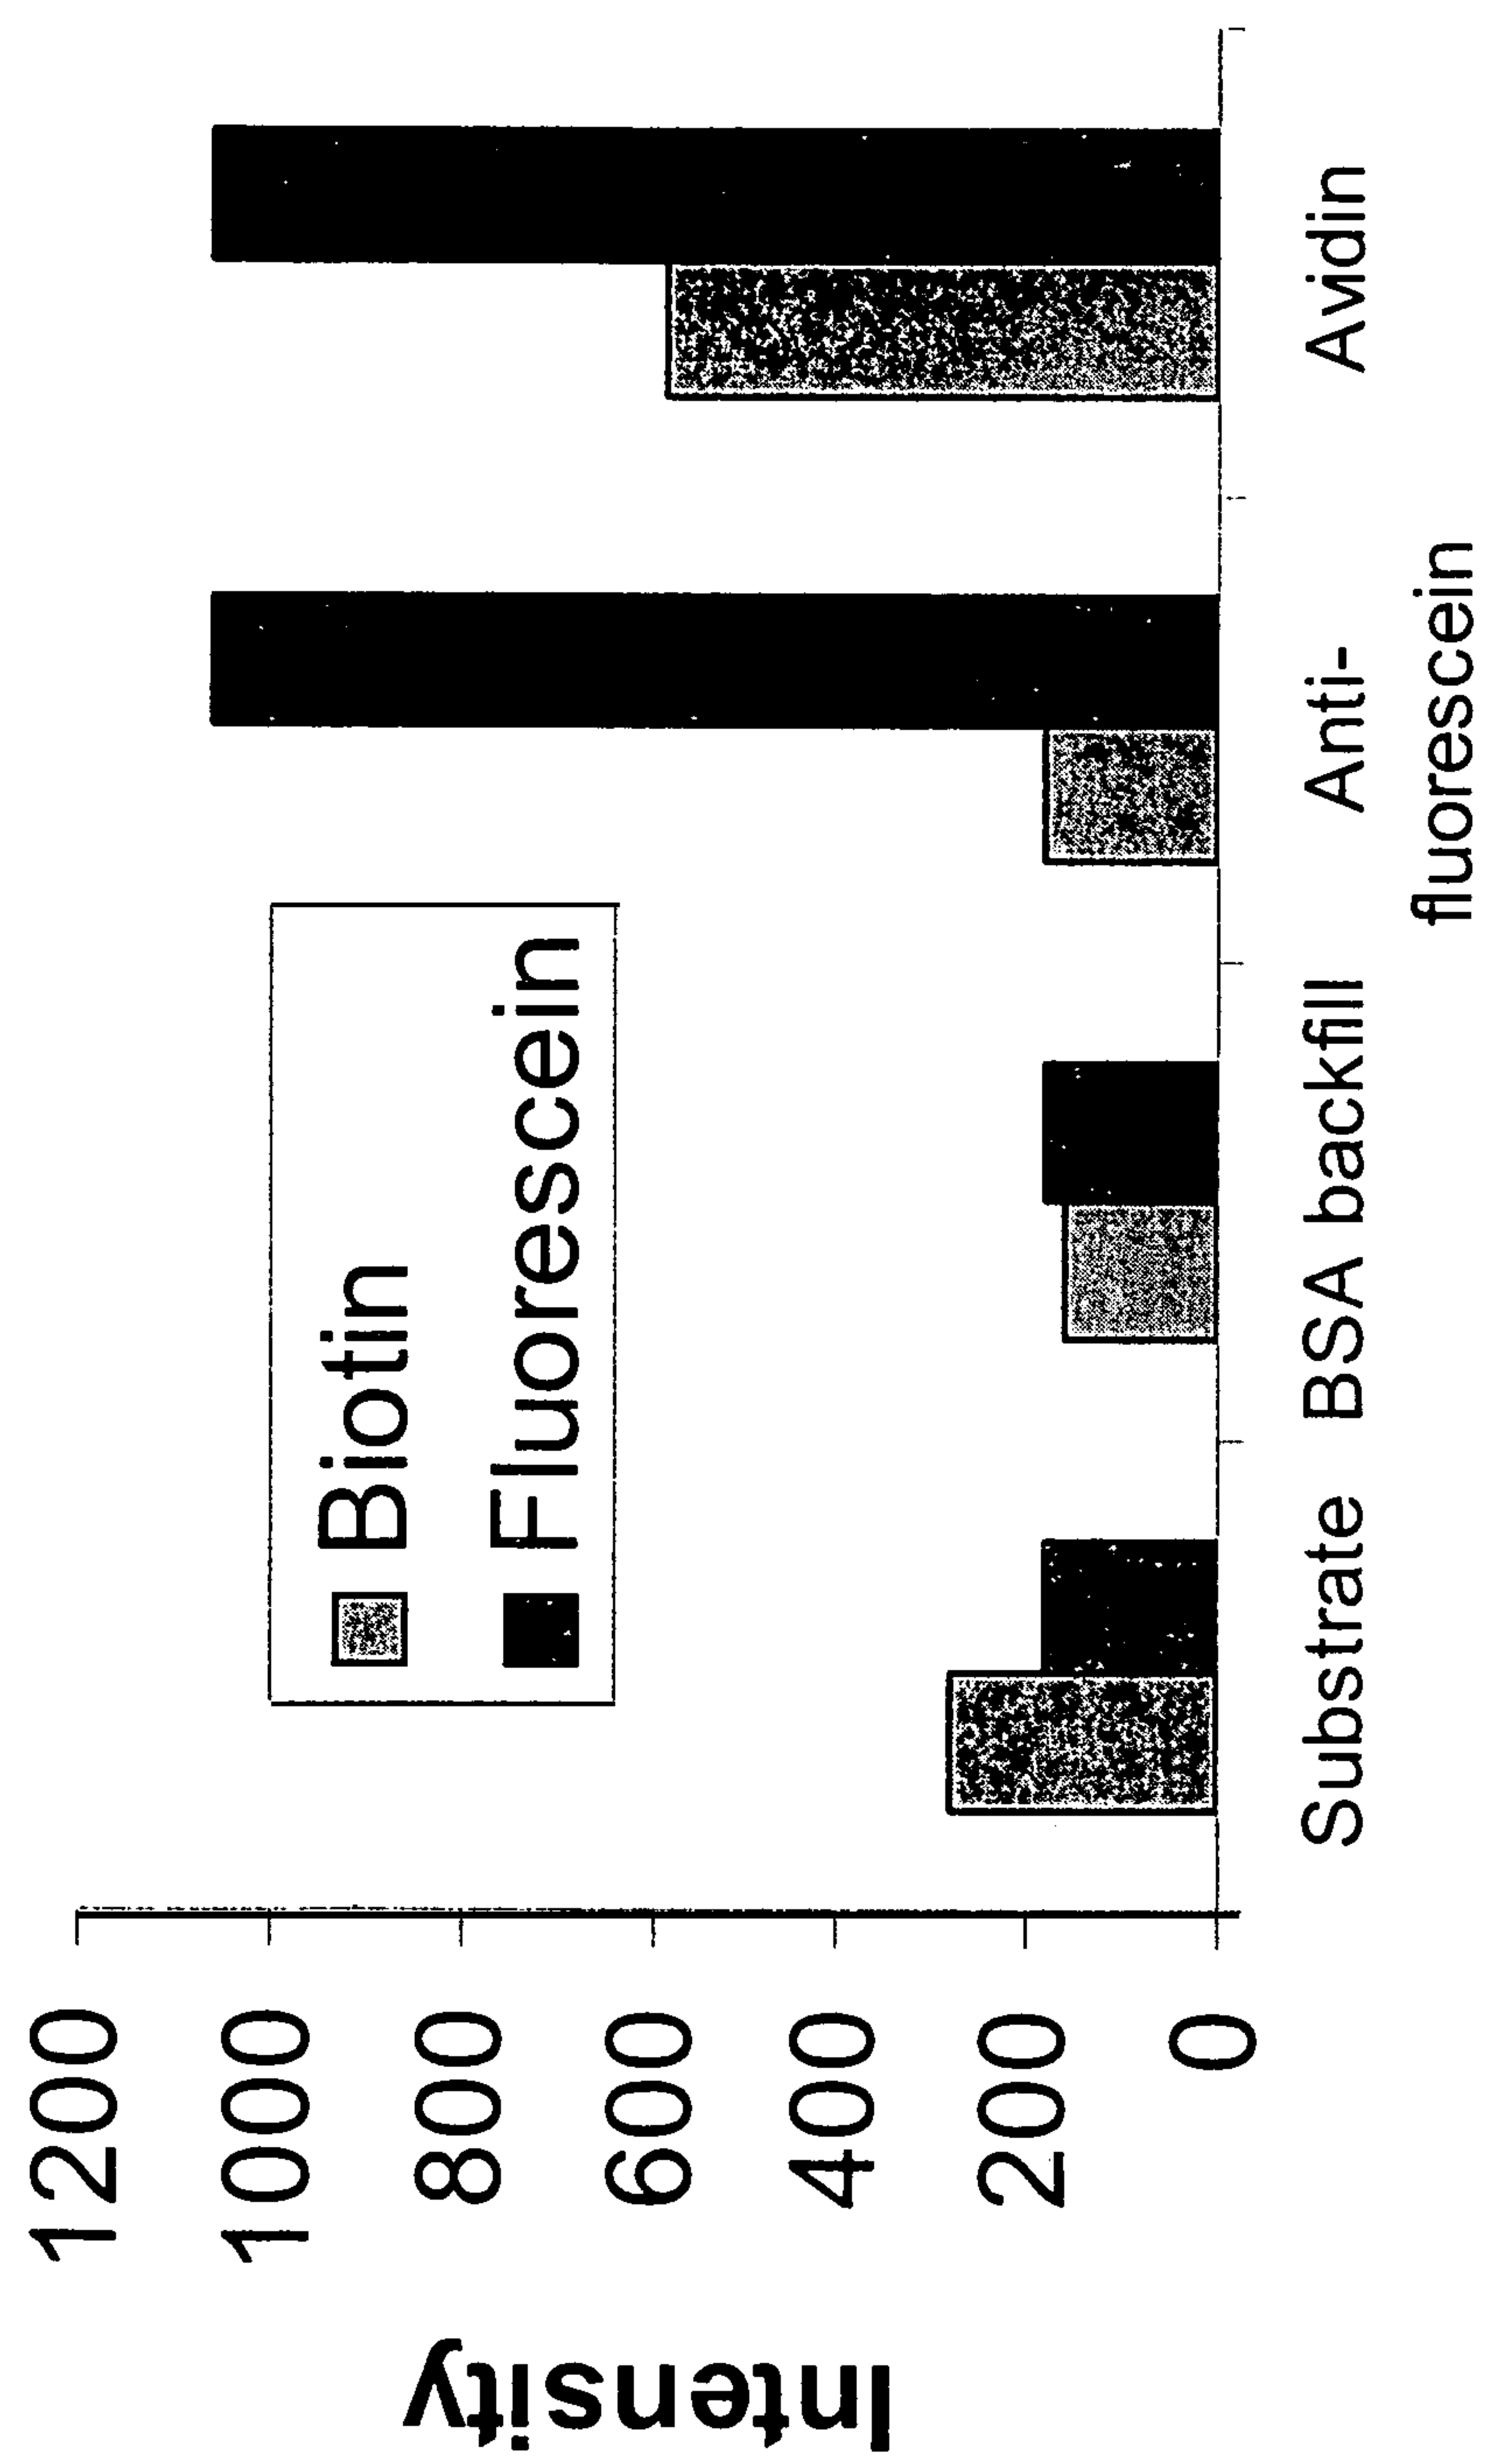 Intensity
1200
1000
800
600
400
200
0
Biotin
Fluorescein
Substrate BSA backfill Anti- Avidin
fluorescein